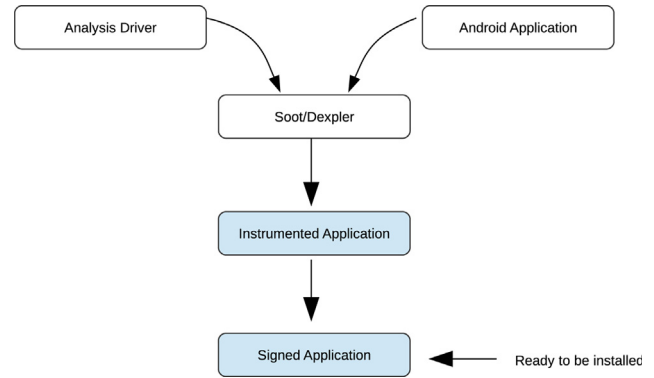 Analysis Driver
Android Application
Soot/Dexpler
Instrumented Application
Signed Application
Ready to be installed